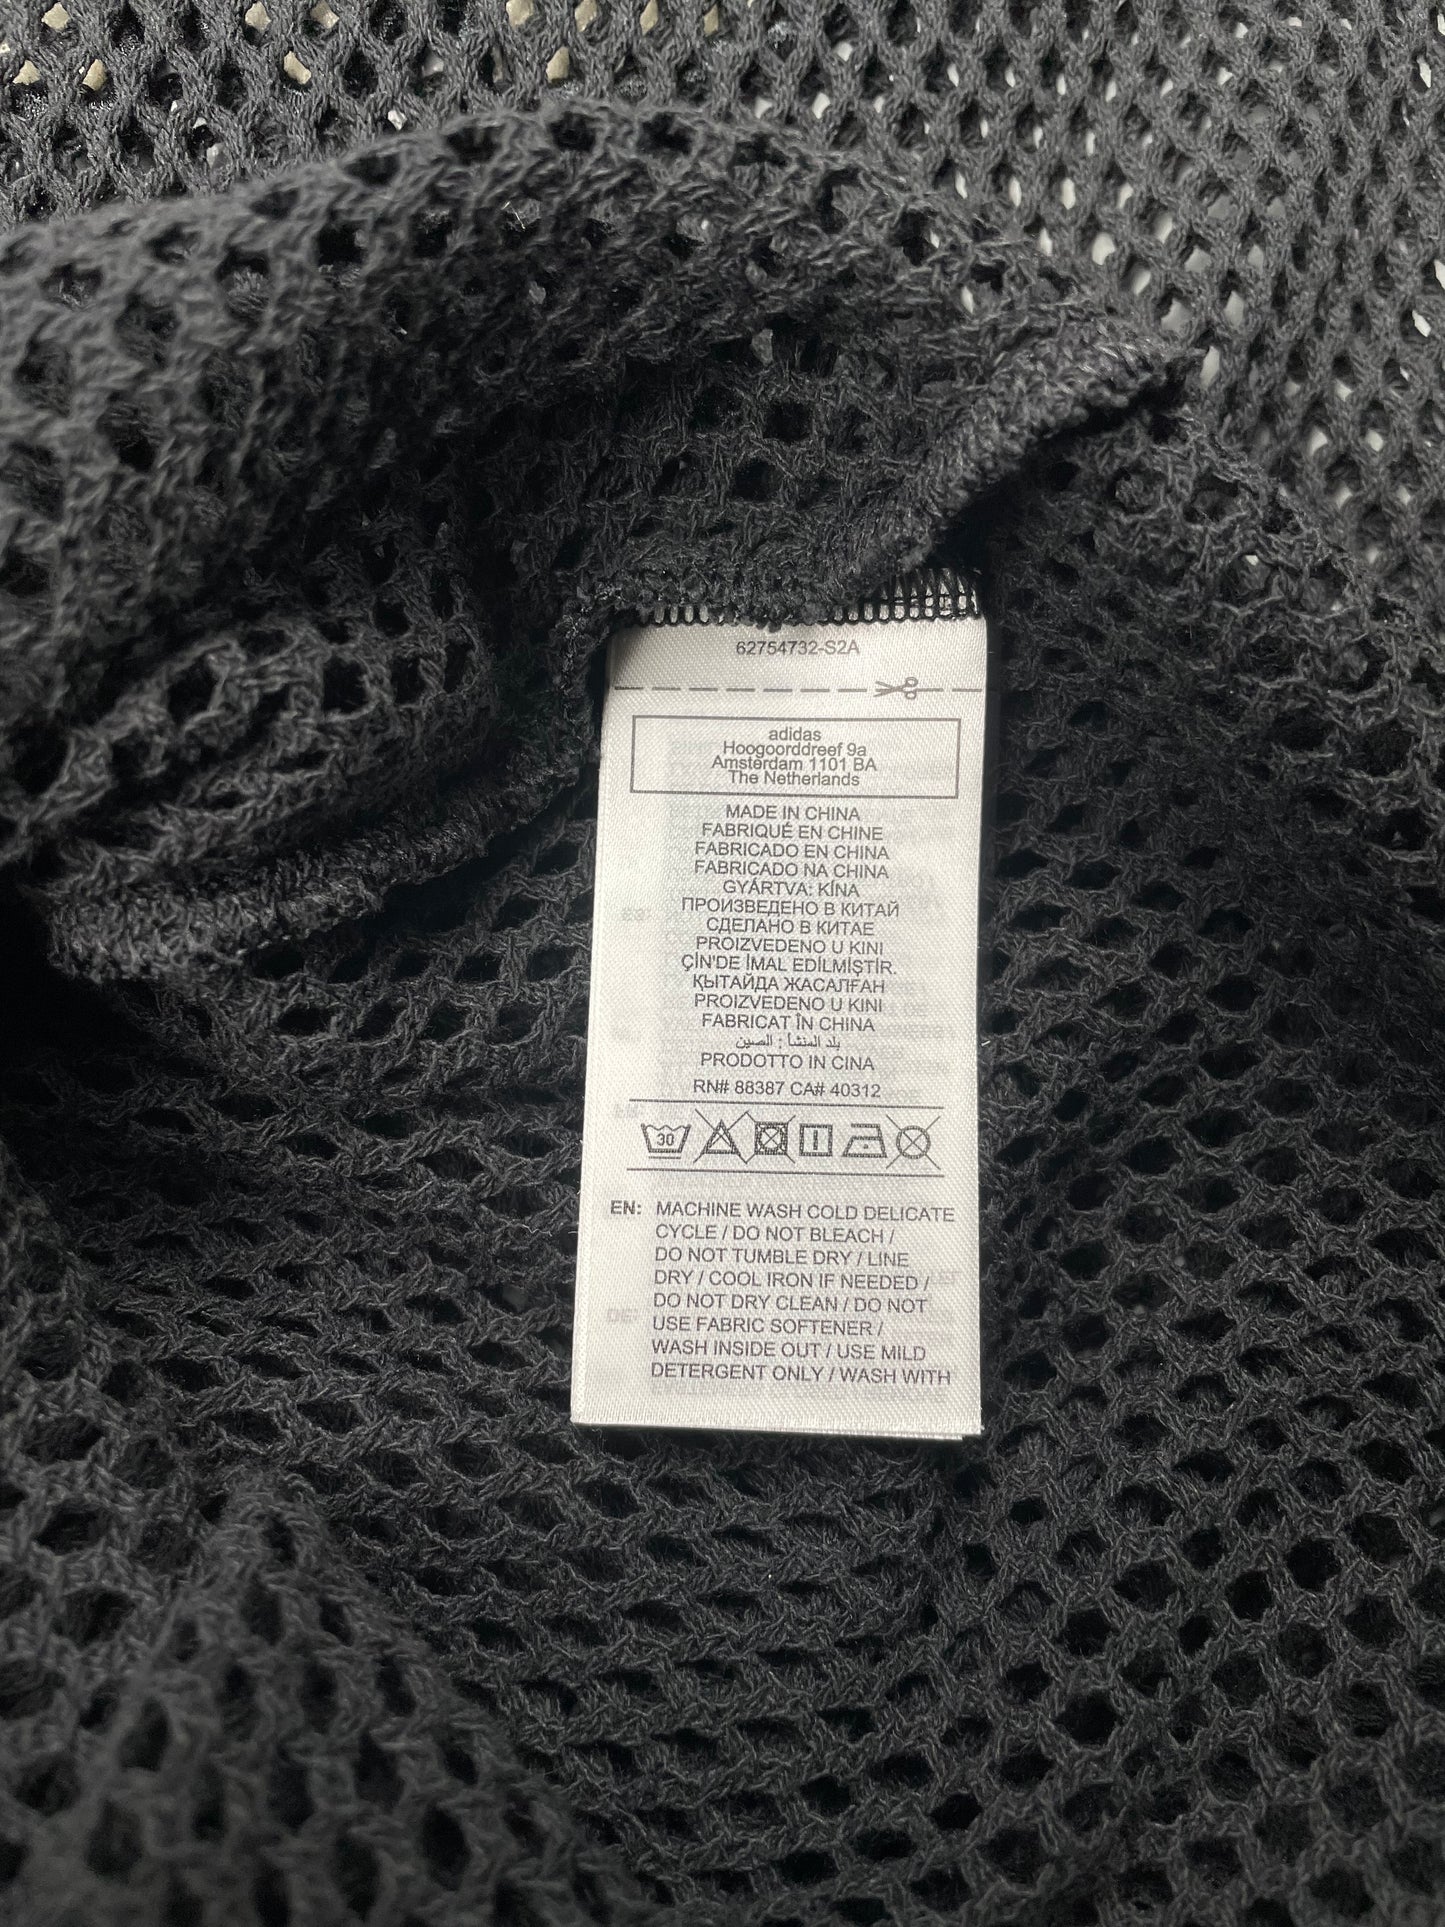 62754732-S2A
adidas
Hoogoorddreef 9a
Amsterdam 1101 BA
The Netherlands
MADE IN CHINA
FABRIQUÉ EN CHINE
FABRICADO EN CHINA
FABRICADO NA CHINA
GYÁRTVA: KÍNA
ПРОИЗВЕДЕНО В КИТАЙ
СДЕЛАНО В КИТАЕ
PROIZVEDENO U KINI
ÇİN'DE İMAL EDİLMİŞTİR.
ҚЫТАЙДА ЖАСАЛҒАН
PROIZVEDENO U KINI
FABRICAT ÎN CHINA
بلد المنشأ : الصين
PRODOTTO IN CINA
RN# 88387 CA# 40312
30
EN: MACHINE WASH COLD DELICATE
CYCLE / DO NOT BLEACH /
DO NOT TUMBLE DRY / LINE
DRY / COOL IRON IF NEEDED /
DO NOT DRY CLEAN / DO NOT
USE FABRIC SOFTENER /
WASH INSIDE OUT / USE MILD
DETERGENT ONLY / WASH WITH